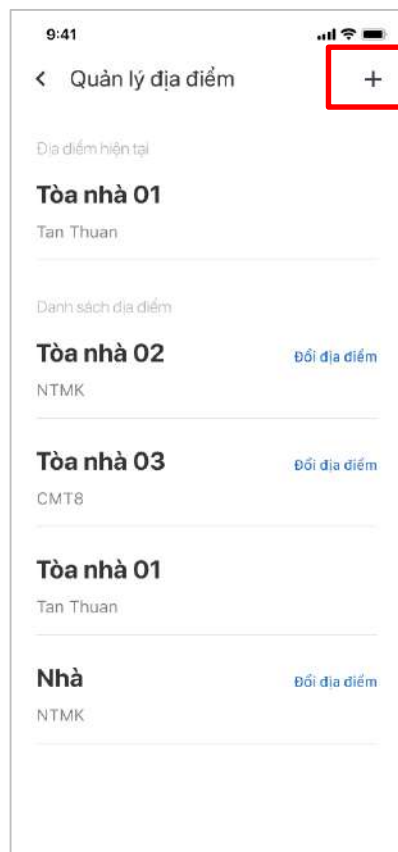 9:41
Quản lý địa điểm
Địa điểm hiện tại
Tòa nhà 01
Tan Thuan
Danh sách địa điểm
Tòa nhà 02 Đổi địa điểm
NTMK
Tòa nhà 03 Đổi địa điểm
CMT8
Tòa nhà 01
Tan Thuan
Nhà Đổi địa điểm
NTMK